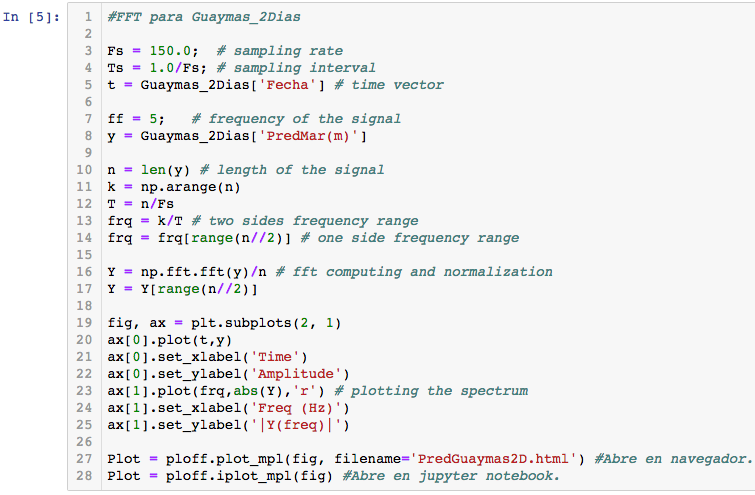 In [5]:
1 #FFT para Guaymas_2Dias
2
3 Fs = 150.0;  # sampling rate
4 Ts = 1.0/Fs; # sampling interval
5 t = Guaymas_2Dias['Fecha'] # time vector
6
7 ff = 5;   # frequency of the signal
8 y = Guaymas_2Dias['PredMar(m)']
9
10 n = len(y) # length of the signal
11 k = np.arange(n)
12 T = n/Fs
13 frq = k/T # two sides frequency range
14 frq = frq[range(n//2)] # one side frequency range
15
16 Y = np.fft.fft(y)/n # fft computing and normalization
17 Y = Y[range(n//2)]
18
19 fig, ax = plt.subplots(2, 1)
20 ax[0].plot(t,y)
21 ax[0].set_xlabel('Time')
22 ax[0].set_ylabel('Amplitude')
23 ax[1].plot(frq,abs(Y),'r') # plotting the spectrum
24 ax[1].set_xlabel('Freq (Hz)')
25 ax[1].set_ylabel('|Y(freq)|')
26
27 Plot = ploff.plot_mpl(fig, filename='PredGuaymas2D.html') #Abre en navegador.
28 Plot = ploff.iplot_mpl(fig) #Abre en jupyter notebook.